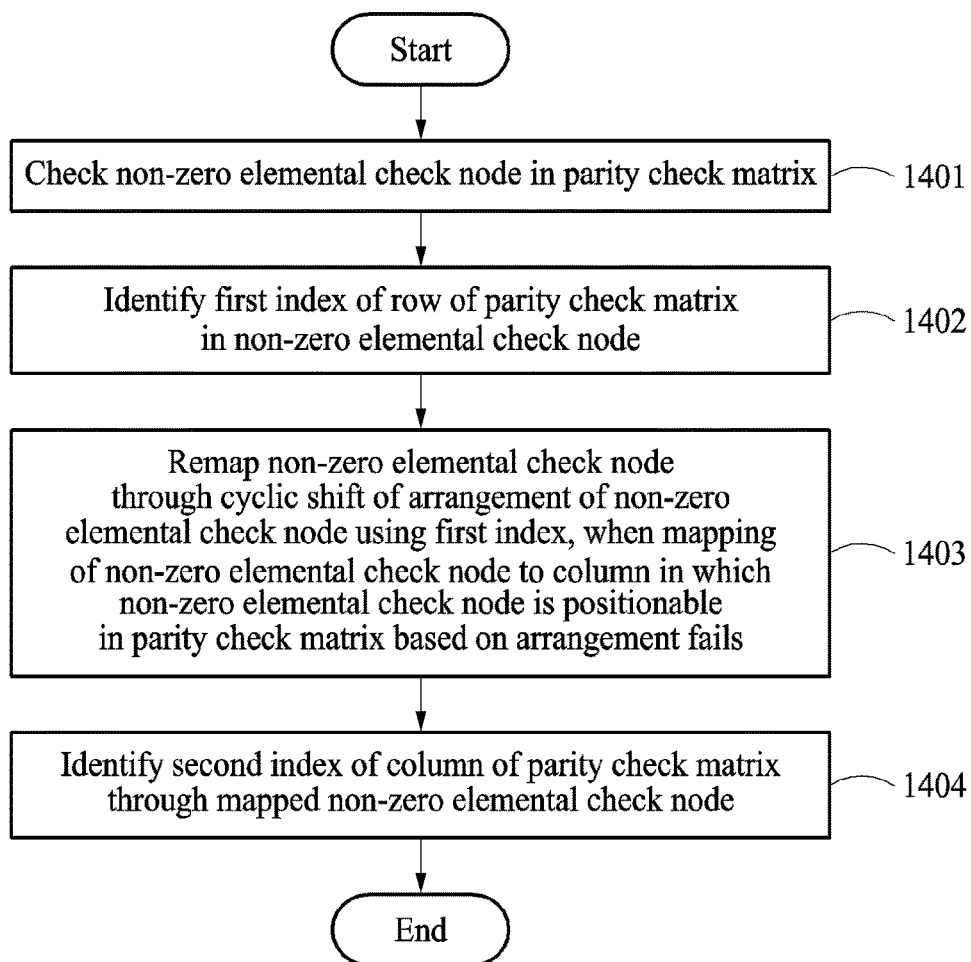 Start
Check non-zero elemental check node in parity check matrix
1401
Identify first index of row of parity check matrix
in non-zero elemental check node
1402
Remap non-zero elemental check node
through cyclic shift of arrangement of non-zero
elemental check node using first index, when mapping
of non-zero elemental check node to column in which
non-zero elemental check node is positionable
in parity check matrix based on arrangement fails
1403
Identify second index of column of parity check matrix
through mapped non-zero elemental check node
1404
End